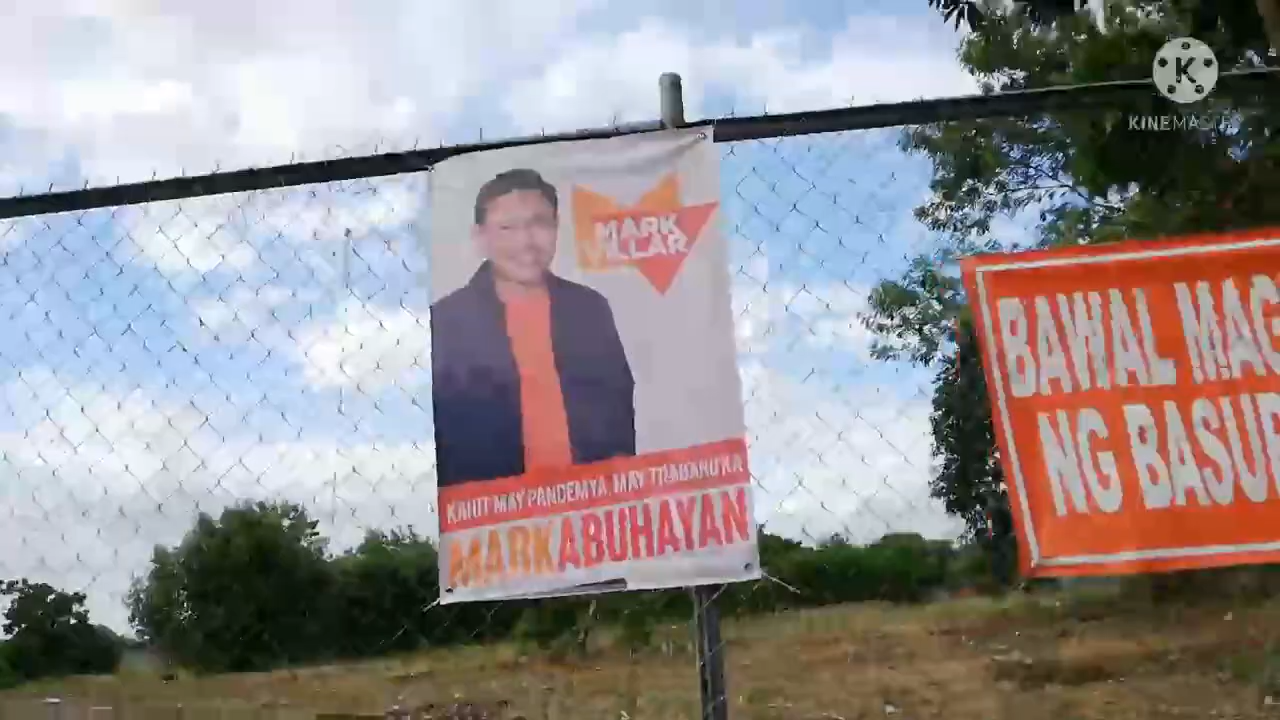 K
KINEMASTER
MARK
VILLAR
KAHIT MAY PANDEMYA, MAY TRABAHO KA
MARKABUHAYAN
BAWAL MAG
NG BASUR